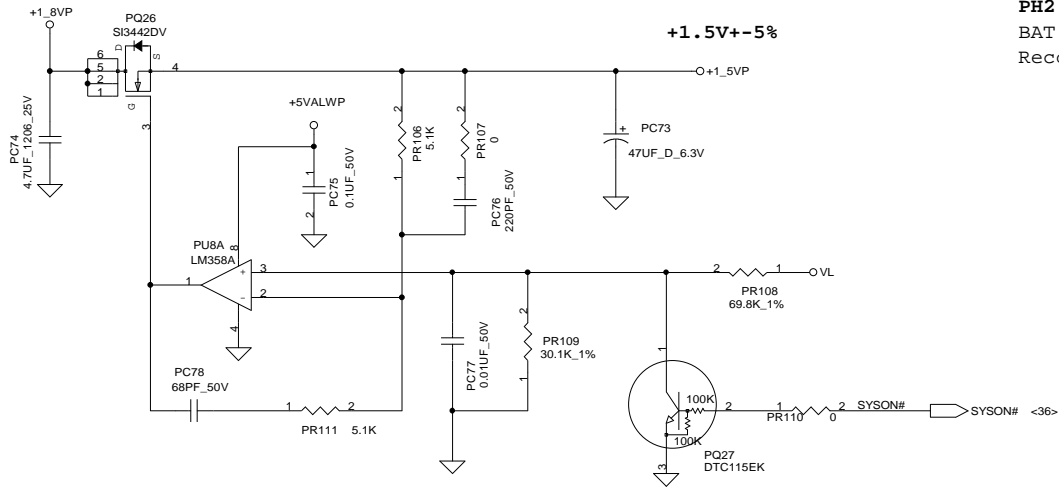 +1_8VP
PQ26
SI3442DV
D
S
G
6
5
2
1
4
3
+1.5V+-5%
PH2
BAT
Reco
+1_5VP
PC74
4.7UF_1206_25V
+5VALWP
1
2
PC75
0.1UF_50V
2
1
PR106
5.1K
2
1
PR107
0
PC76
220PF_50V
+
PC73
47UF_D_6.3V
PU8A
LM358A
8
1
+
-
3
2
4
2
1
PR108
69.8K_1%
VL
PC77
0.01UF_50V
2
1
PR109
30.1K_1%
PC78
68PF_50V
1
2
PR111
5.1K
1
100K
100K
2
3
PQ27
DTC115EK
1
2
PR110
0
SYSON#
SYSON#
<36>